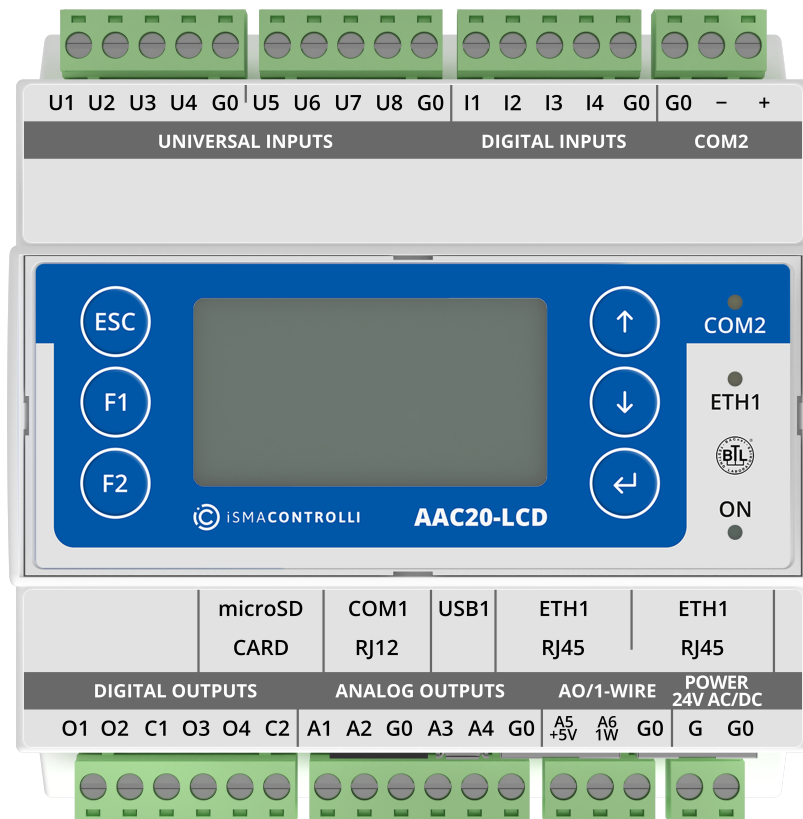 U1 U2 U3 U4 G0 U5 U6 U7 U8 G0 I1 I2 I3 I4 G0 G0 − +
UNIVERSAL INPUTS DIGITAL INPUTS COM2
ESC
F1
F2
↑
↓
↵
COM2
ETH1
BTL
ON
iSMACONTROLLI
AAC20-LCD
microSD COM1 USB1 ETH1 ETH1
CARD RJ12 RJ45 RJ45
DIGITAL OUTPUTS ANALOG OUTPUTS AO/1-WIRE POWER
24V AC/DC
O1 O2 C1 O3 O4 C2 A1 A2 G0 A3 A4 G0 A5 A6 G0 G G0
+5V 1W